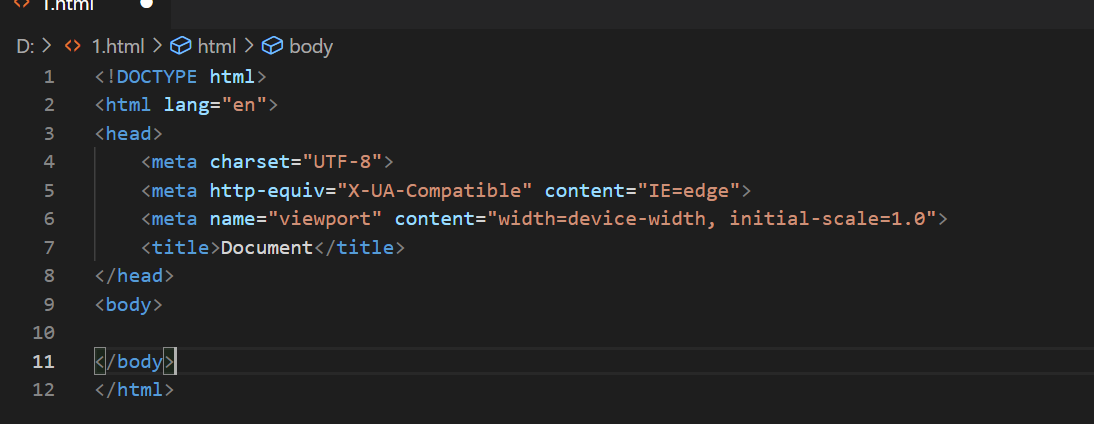 1.html
D: > <> 1.html > html > body
1 <!DOCTYPE html>
2 <html lang="en">
3 <head>
4     <meta charset="UTF-8">
5     <meta http-equiv="X-UA-Compatible" content="IE=edge">
6     <meta name="viewport" content="width=device-width, initial-scale=1.0">
7     <title>Document</title>
8 </head>
9 <body>
10
11 </body>
12 </html>